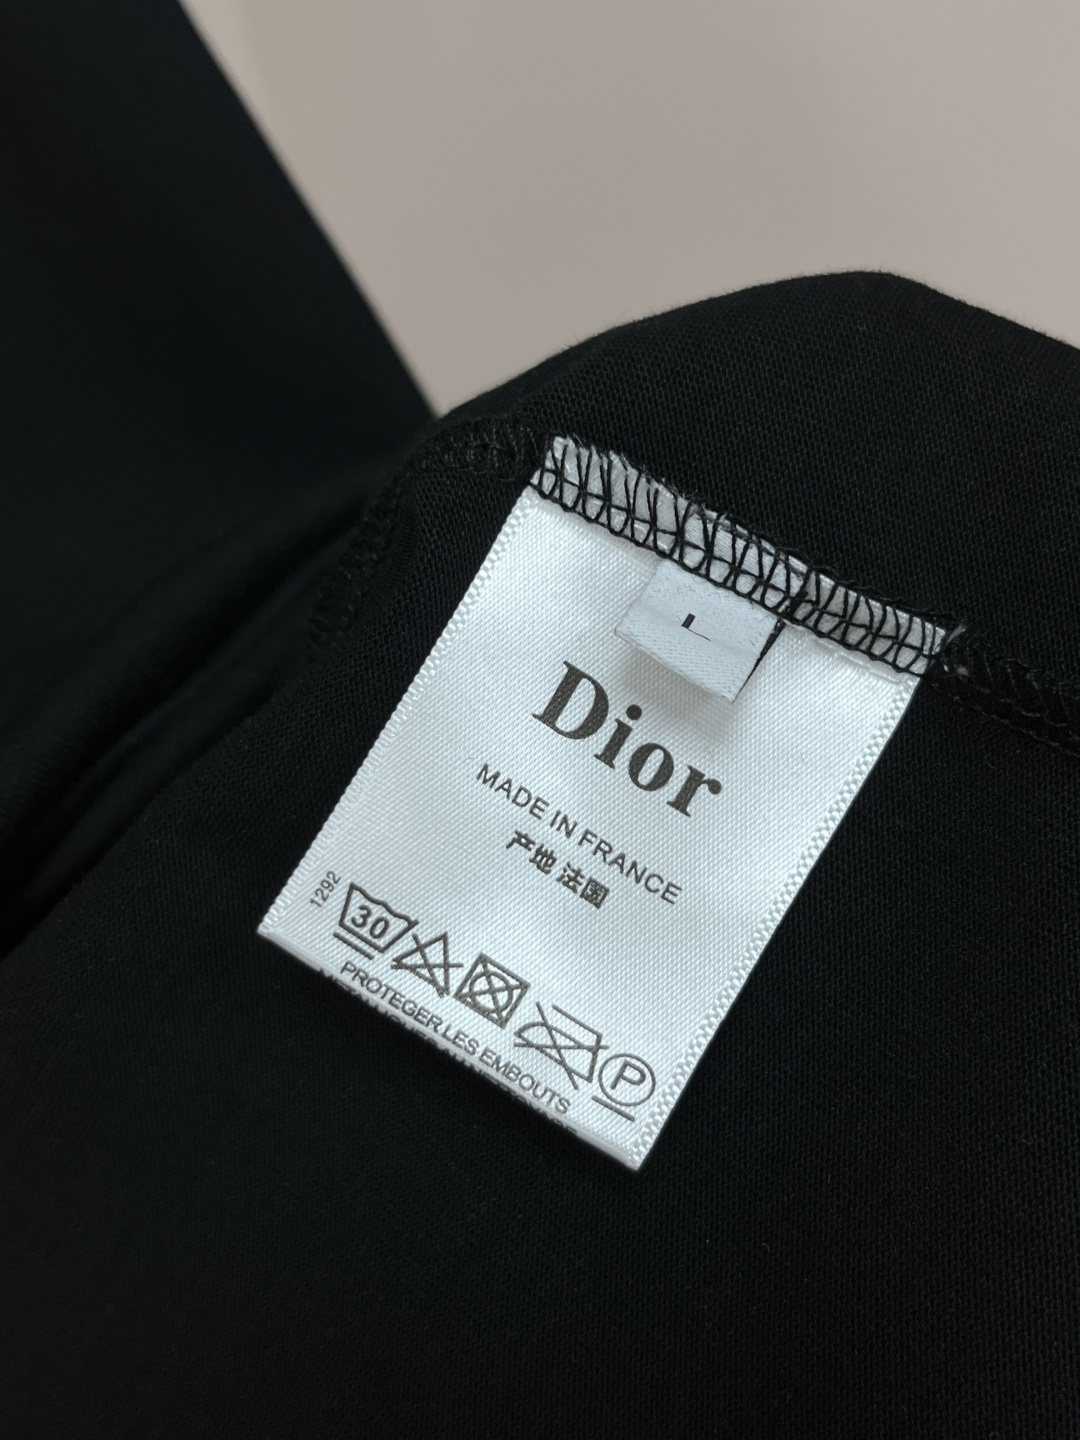 L
Dior
MADE IN FRANCE
产地 法国
1292
30
P
PROTEGER LES EMBOUTS